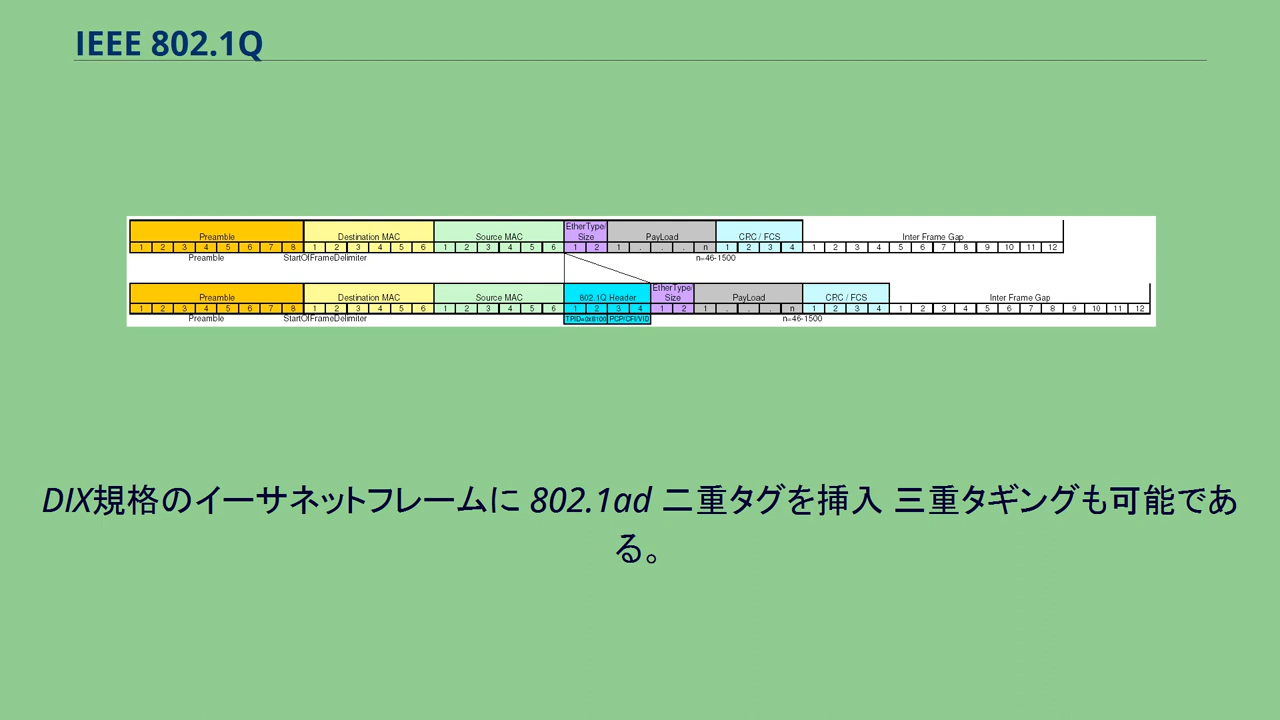 IEEE 802.1Q
Preamble Destination MAC Source MAC EtherType/ Size PayLoad CRC / FCS Inter Frame Gap
1 2 3 4 5 6 7 8 1 2 3 4 5 6 1 2 3 4 5 6 1 2 1 . . . n 1 2 3 4 1 2 3 4 5 6 7 8 9 10 11 12
Preamble StartOfFrameDelimiter n=46-1500
Preamble Destination MAC Source MAC 802.1Q Header EtherType/ Size PayLoad CRC / FCS Inter Frame Gap
1 2 3 4 5 6 7 8 1 2 3 4 5 6 1 2 3 4 5 6 1 2 3 4 1 2 1 . . . n 1 2 3 4 1 2 3 4 5 6 7 8 9 10 11 12
Preamble StartOfFrameDelimiter TPID=0x8100 PCP/CFI/VID n=46-1500
DIX規格のイーサネットフレームに 802.1ad 二重タグを挿入 三重タギングも可能であ
る。